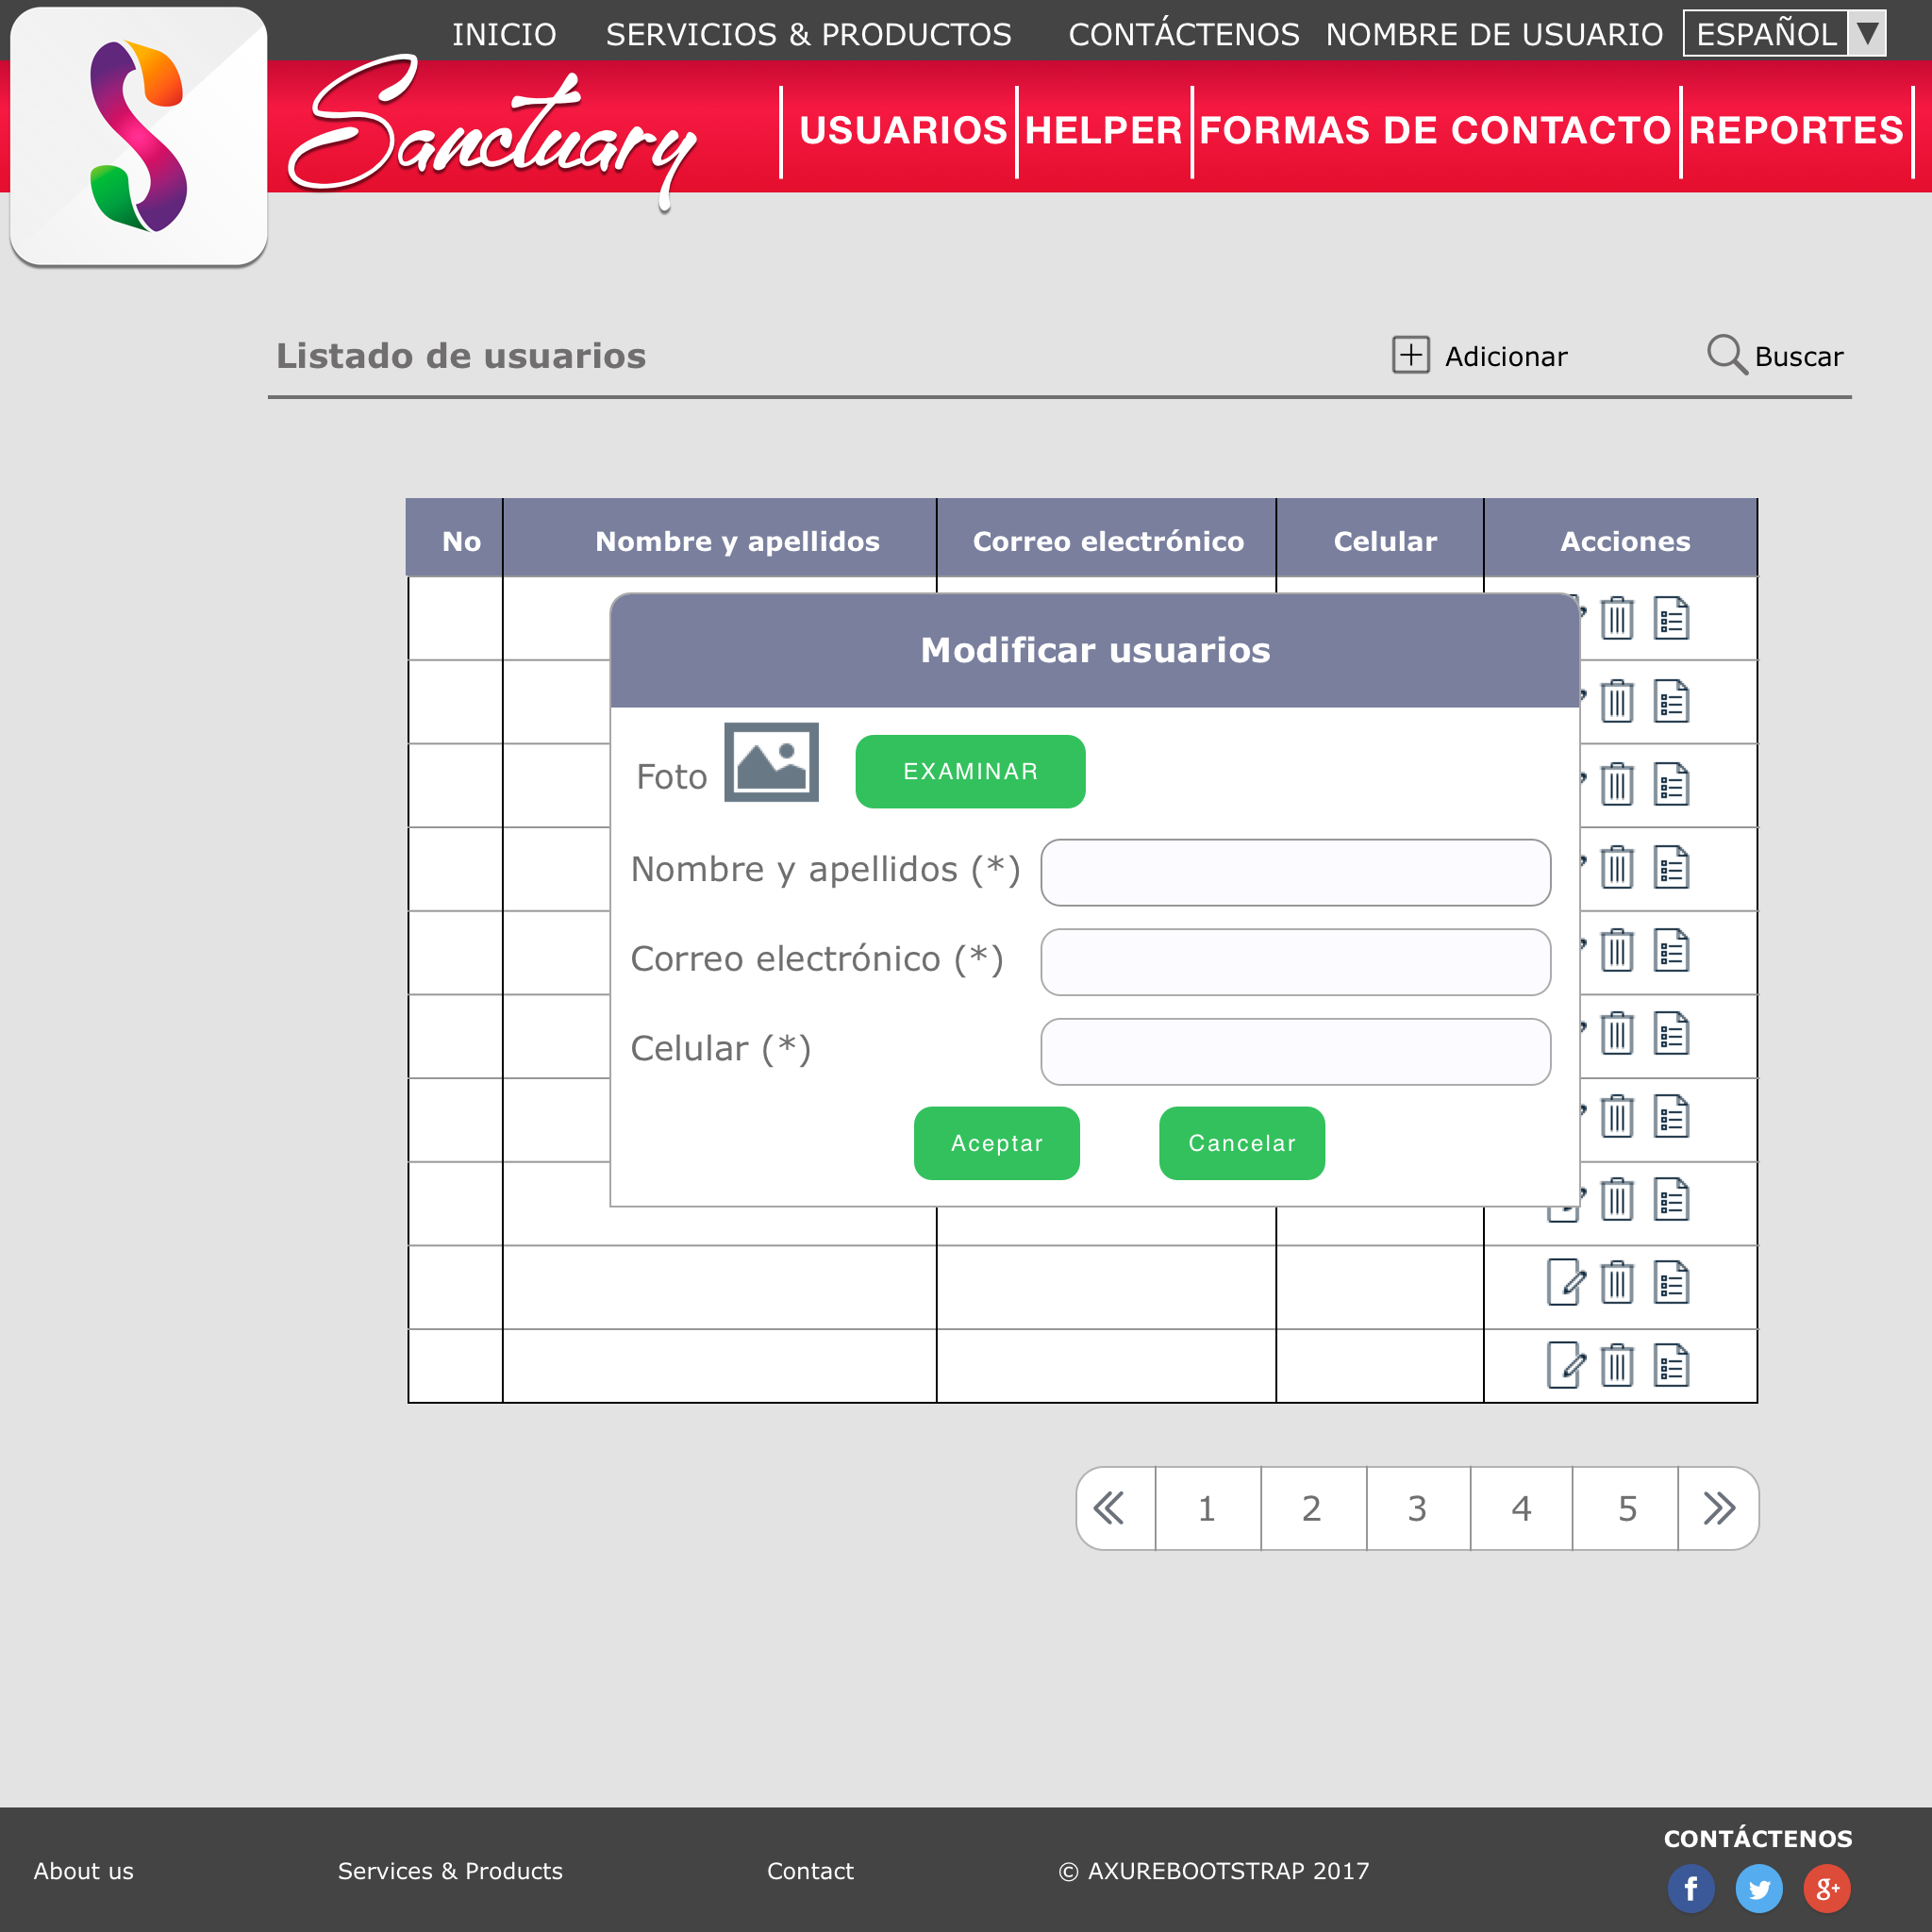 INICIO SERVICIOS & PRODUCTOS CONTÁCTENOS NOMBRE DE USUARIO ESPAÑOL
Sanctuary
USUARIOS HELPER FORMAS DE CONTACTO REPORTES
Listado de usuarios Adicionar Buscar
No Nombre y apellidos Correo electrónico Celular Acciones
Modificar usuarios
Foto EXAMINAR
Nombre y apellidos (*)
Correo electrónico (*)
Celular (*)
Aceptar Cancelar
1 2 3 4 5
CONTÁCTENOS
About us Services & Products Contact © AXUREBOOTSTRAP 2017
f g+